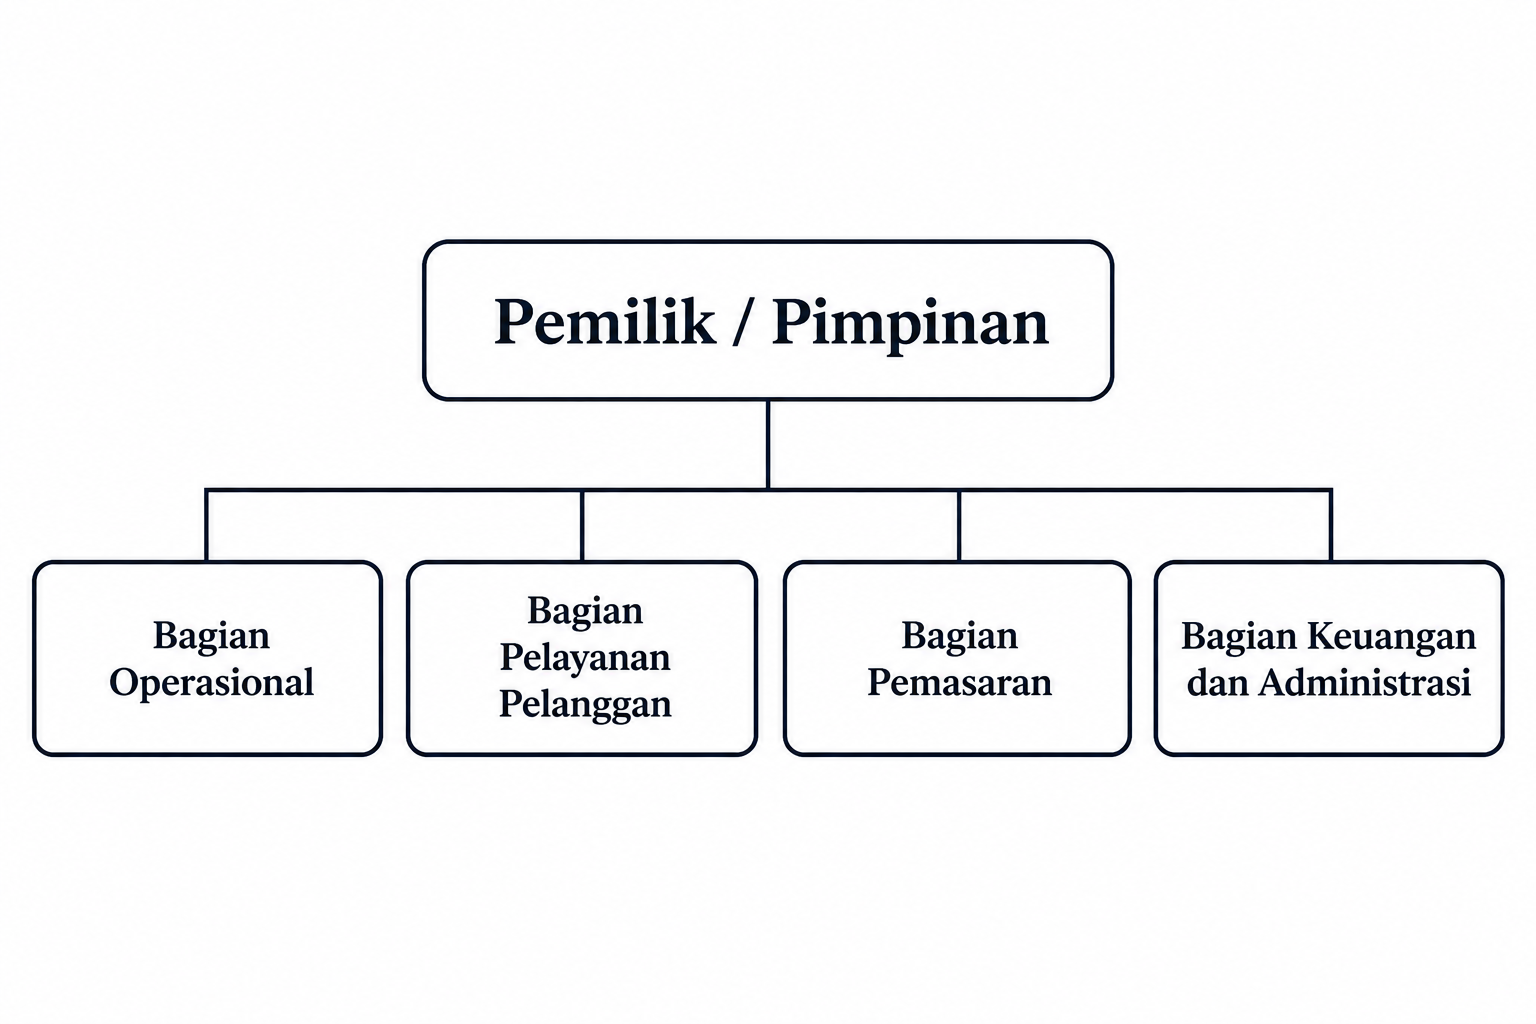 Pemilik / Pimpinan
Bagian
Operasional
Bagian
Pelayanan
Pelanggan
Bagian
Pemasaran
Bagian Keuangan
dan Administrasi